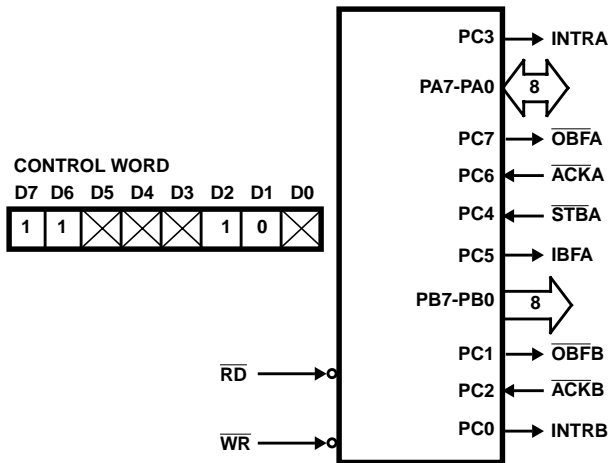 PC3 INTRA
PA7-PA0 8
PC7 OBFA
CONTROL WORD
PC6 ACKA
D7 D6 D5 D4 D3 D2 D1 D0
PC4 STBA
1 1 1 0
PC5 IBFA
PB7-PB0 8
PC1 OBFB
RD
PC2 ACKB
PC0 INTRB
WR